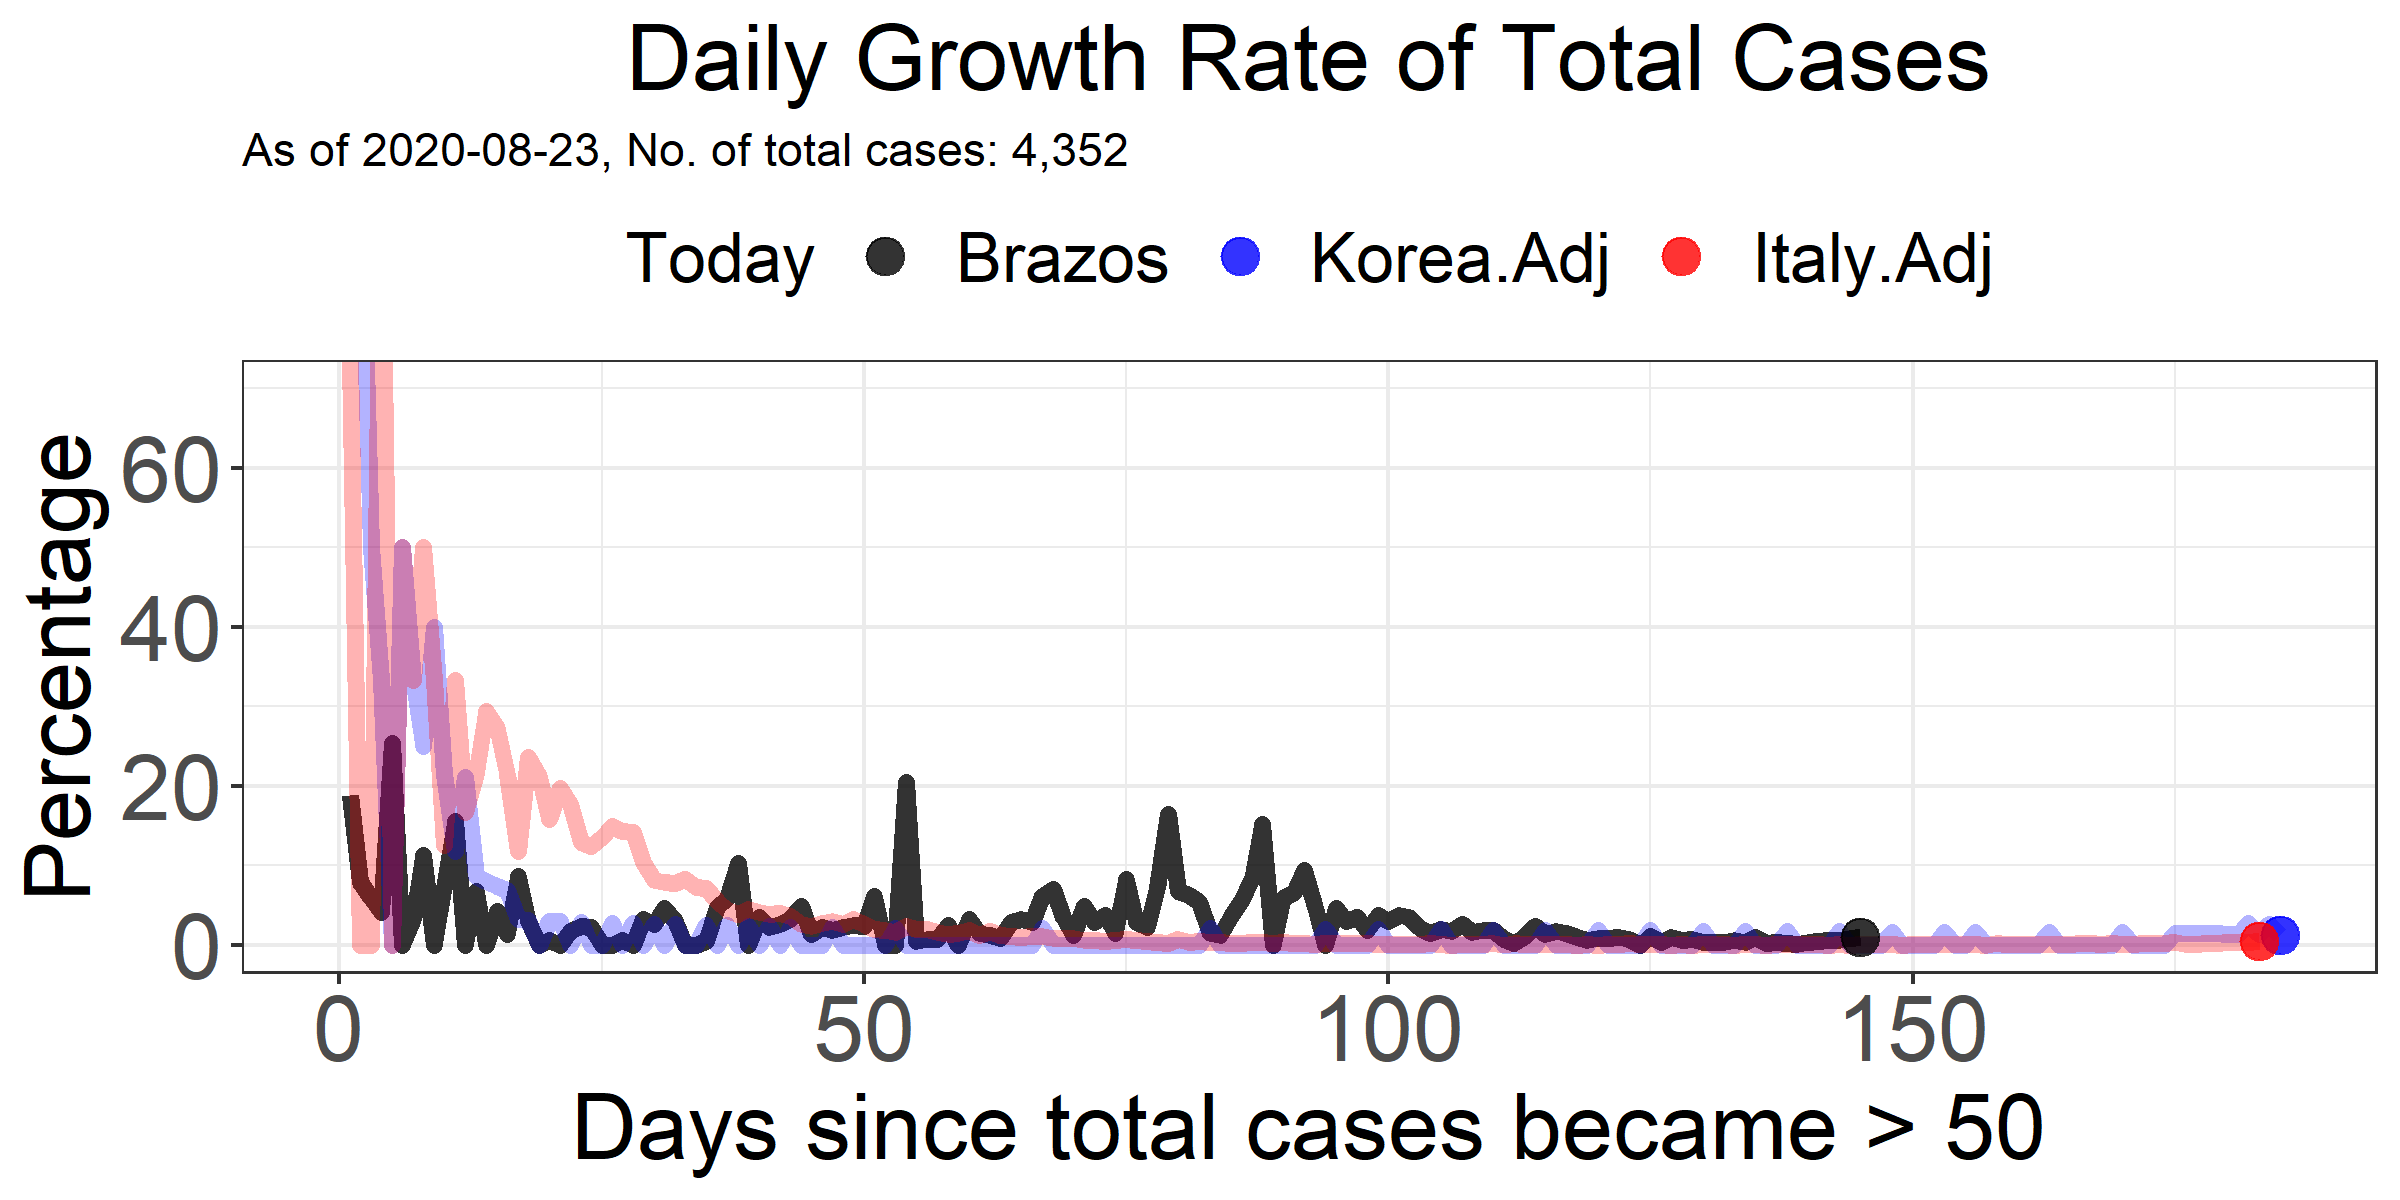 Daily Growth Rate of Total Cases
As of 2020-08-23, No. of total cases: 4,352
Today Brazos Korea.Adj Italy.Adj
Percentage
60
40
20
0
0 50 100 150
Days since total cases became > 50